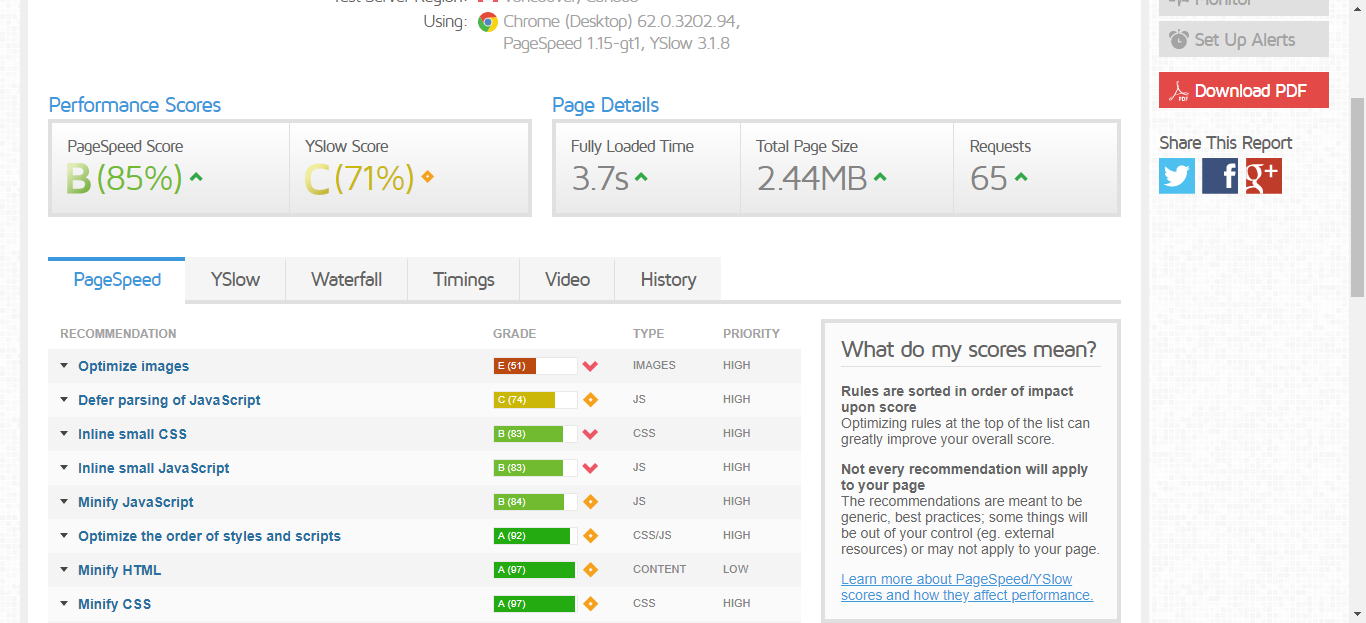 Using: Chrome (Desktop) 62.0.3202.94,
PageSpeed 1.15-gt1, YSlow 3.1.8
Monitor
Set Up Alerts
Download PDF
Share This Report
Performance Scores
Page Details
PageSpeed Score
B (85%)
YSlow Score
C (71%)
Fully Loaded Time
3.7s
Total Page Size
2.44MB
Requests
65
PageSpeed YSlow Waterfall Timings Video History
RECOMMENDATION GRADE TYPE PRIORITY
Optimize images E (51) IMAGES HIGH
Defer parsing of JavaScript C (74) JS HIGH
Inline small CSS B (83) CSS HIGH
Inline small JavaScript B (83) JS HIGH
Minify JavaScript B (84) JS HIGH
Optimize the order of styles and scripts A (92) CSS/JS HIGH
Minify HTML A (97) CONTENT LOW
Minify CSS A (97) CSS HIGH
What do my scores mean?
Rules are sorted in order of impact
upon score
Optimizing rules at the top of the list can
greatly improve your overall score.
Not every recommendation will apply
to your page
The recommendations are meant to be
generic, best practices; some things will
be out of your control (eg. external
resources) or may not apply to your page.
Learn more about PageSpeed/YSlow
scores and how they affect performance.